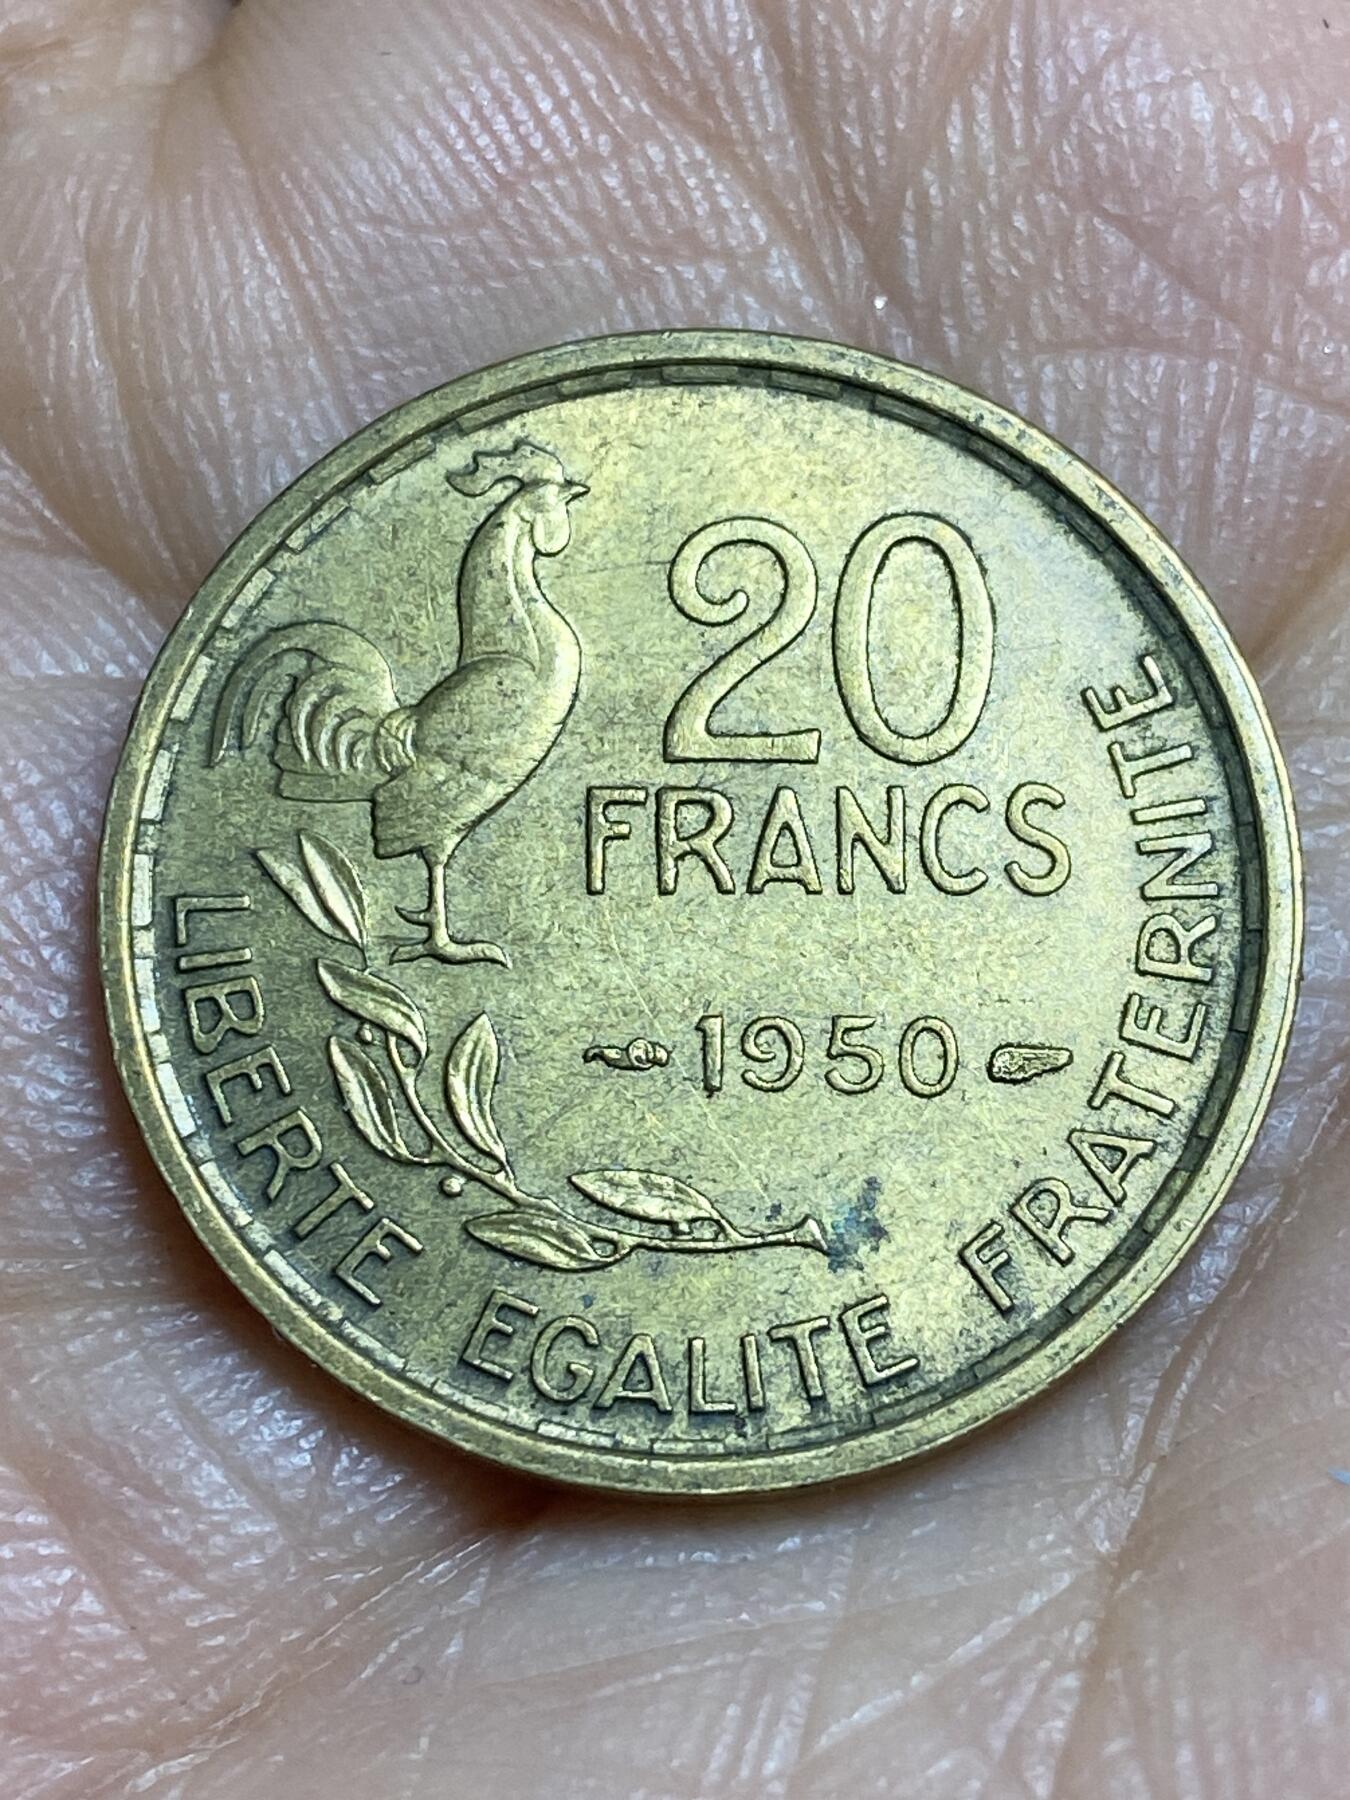 20
FRANCS
1950
LIBERTE EGALITE FRATERNITE